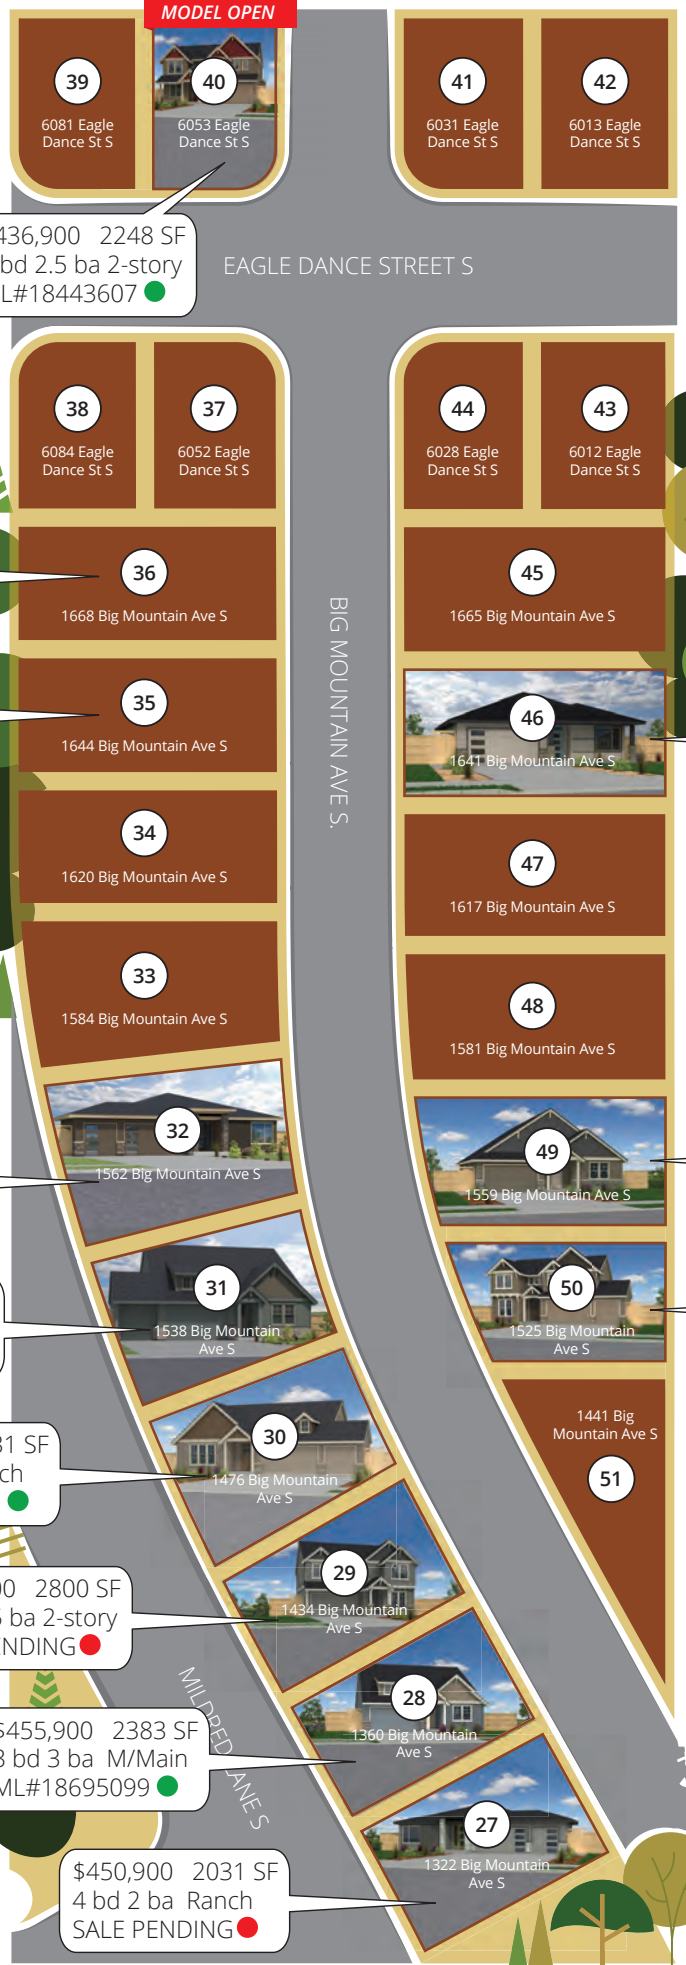 MODEL OPEN
39
6081 Eagle
Dance St S
40
6053 Eagle
Dance St S
41
6031 Eagle
Dance St S
42
6013 Eagle
Dance St S
436,900 2248 SF
bd 2.5 ba 2-story
L#18443607
EAGLE DANCE STREET S
38
6084 Eagle
Dance St S
37
6052 Eagle
Dance St S
44
6028 Eagle
Dance St S
43
6012 Eagle
Dance St S
36
1668 Big Mountain Ave S
45
1665 Big Mountain Ave S
BIG MOUNTAIN AVE S.
35
1644 Big Mountain Ave S
46
1641 Big Mountain Ave S
34
1620 Big Mountain Ave S
47
1617 Big Mountain Ave S
33
1584 Big Mountain Ave S
48
1581 Big Mountain Ave S
32
1562 Big Mountain Ave S
49
1559 Big Mountain Ave S
31
1538 Big Mountain
Ave S
50
1525 Big Mountain
Ave S
1441 Big
Mountain Ave S
51
30
1476 Big Mountain
Ave S
31 SF
ch
29
1434 Big Mountain
Ave S
00 2800 SF
ba 2-story
ENDING
MILDRED LANE S
28
1360 Big Mountain
Ave S
$455,900 2383 SF
3 bd 3 ba M/Main
ML#18695099
27
1322 Big Mountain
Ave S
$450,900 2031 SF
4 bd 2 ba Ranch
SALE PENDING